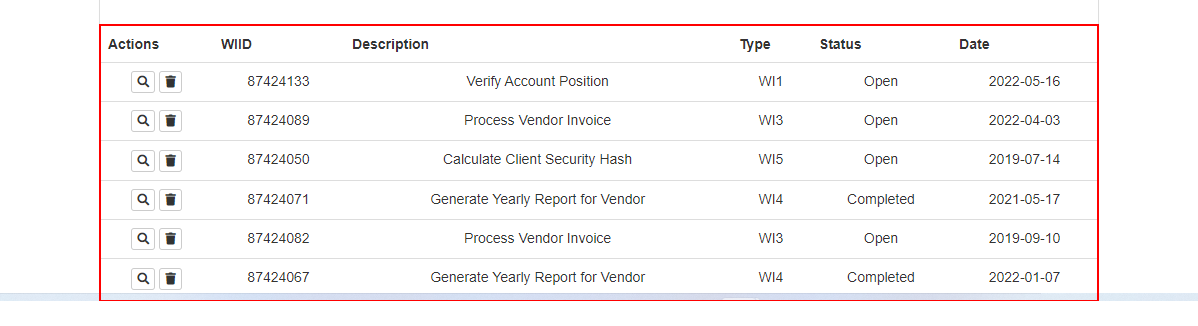 Actions WIID Description Type Status Date
87424133 Verify Account Position WI1 Open 2022-05-16
87424089 Process Vendor Invoice WI3 Open 2022-04-03
87424050 Calculate Client Security Hash WI5 Open 2019-07-14
87424071 Generate Yearly Report for Vendor WI4 Completed 2021-05-17
87424082 Process Vendor Invoice WI3 Open 2019-09-10
87424067 Generate Yearly Report for Vendor WI4 Completed 2022-01-07